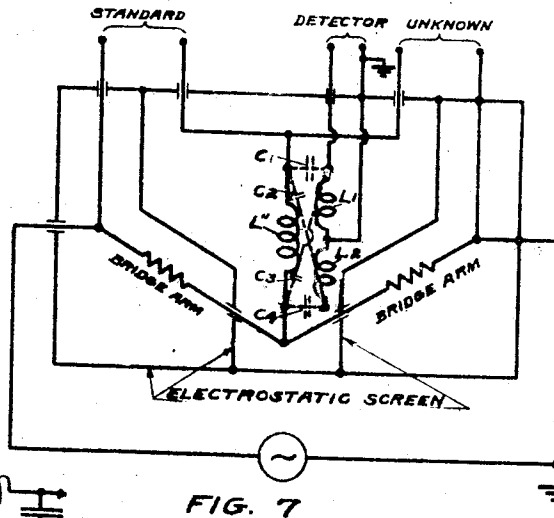 STANDARD
DETECTOR
UNKNOWN
C1
C2
L1
L"
L2
C3
C4
BRIDGE ARM
BRIDGE ARM
ELECTROSTATIC SCREEN
FIG. 7